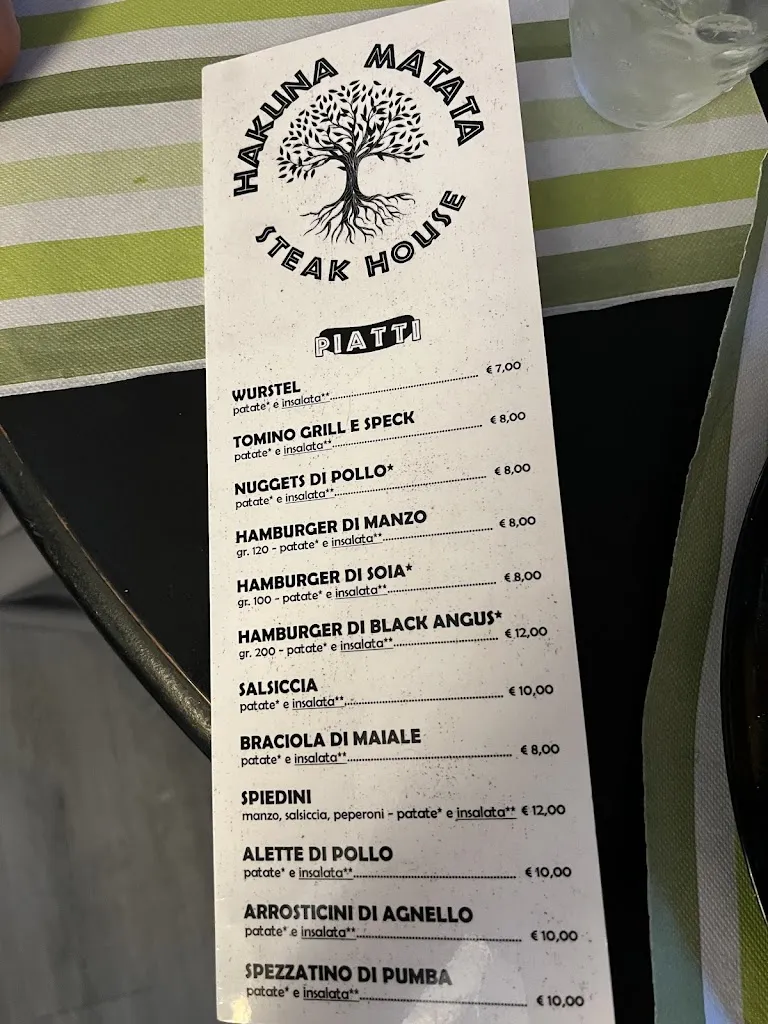 HAKUNA MATATA
STEAK HOUSE
PIATTI
WURSTEL
patate* e insalata** € 7,00
TOMINO GRILL E SPECK
patate* e insalata** € 8,00
NUGGETS DI POLLO*
patate* e insalata** € 8,00
HAMBURGER DI MANZO
gr. 120 - patate* e insalata** € 8,00
HAMBURGER DI SOIA*
gr. 100 - patate* e insalata** € 8,00
HAMBURGER DI BLACK ANGUS*
gr. 200 - patate* e insalata** € 12,00
SALSICCIA
patate* e insalata** € 10,00
BRACIOLA DI MAIALE
patate* e insalata** € 8,00
SPIEDINI
manzo, salsiccia, peperoni - patate* e insalata** € 12,00
ALETTE DI POLLO
patate* e insalata** € 10,00
ARROSTICINI DI AGNELLO
patate* e insalata** € 10,00
SPEZZATINO DI PUMBA
patate* e insalata** € 10,00